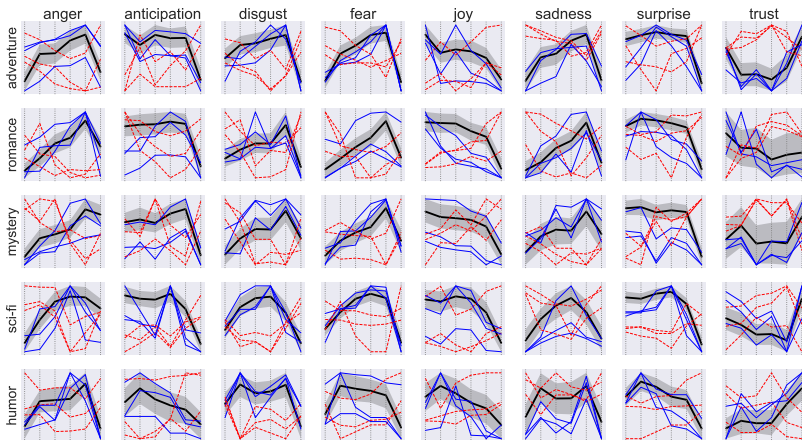 anger anticipation disgust fear joy sadness surprise trust
adventure
romance
mystery
sci-fi
humor